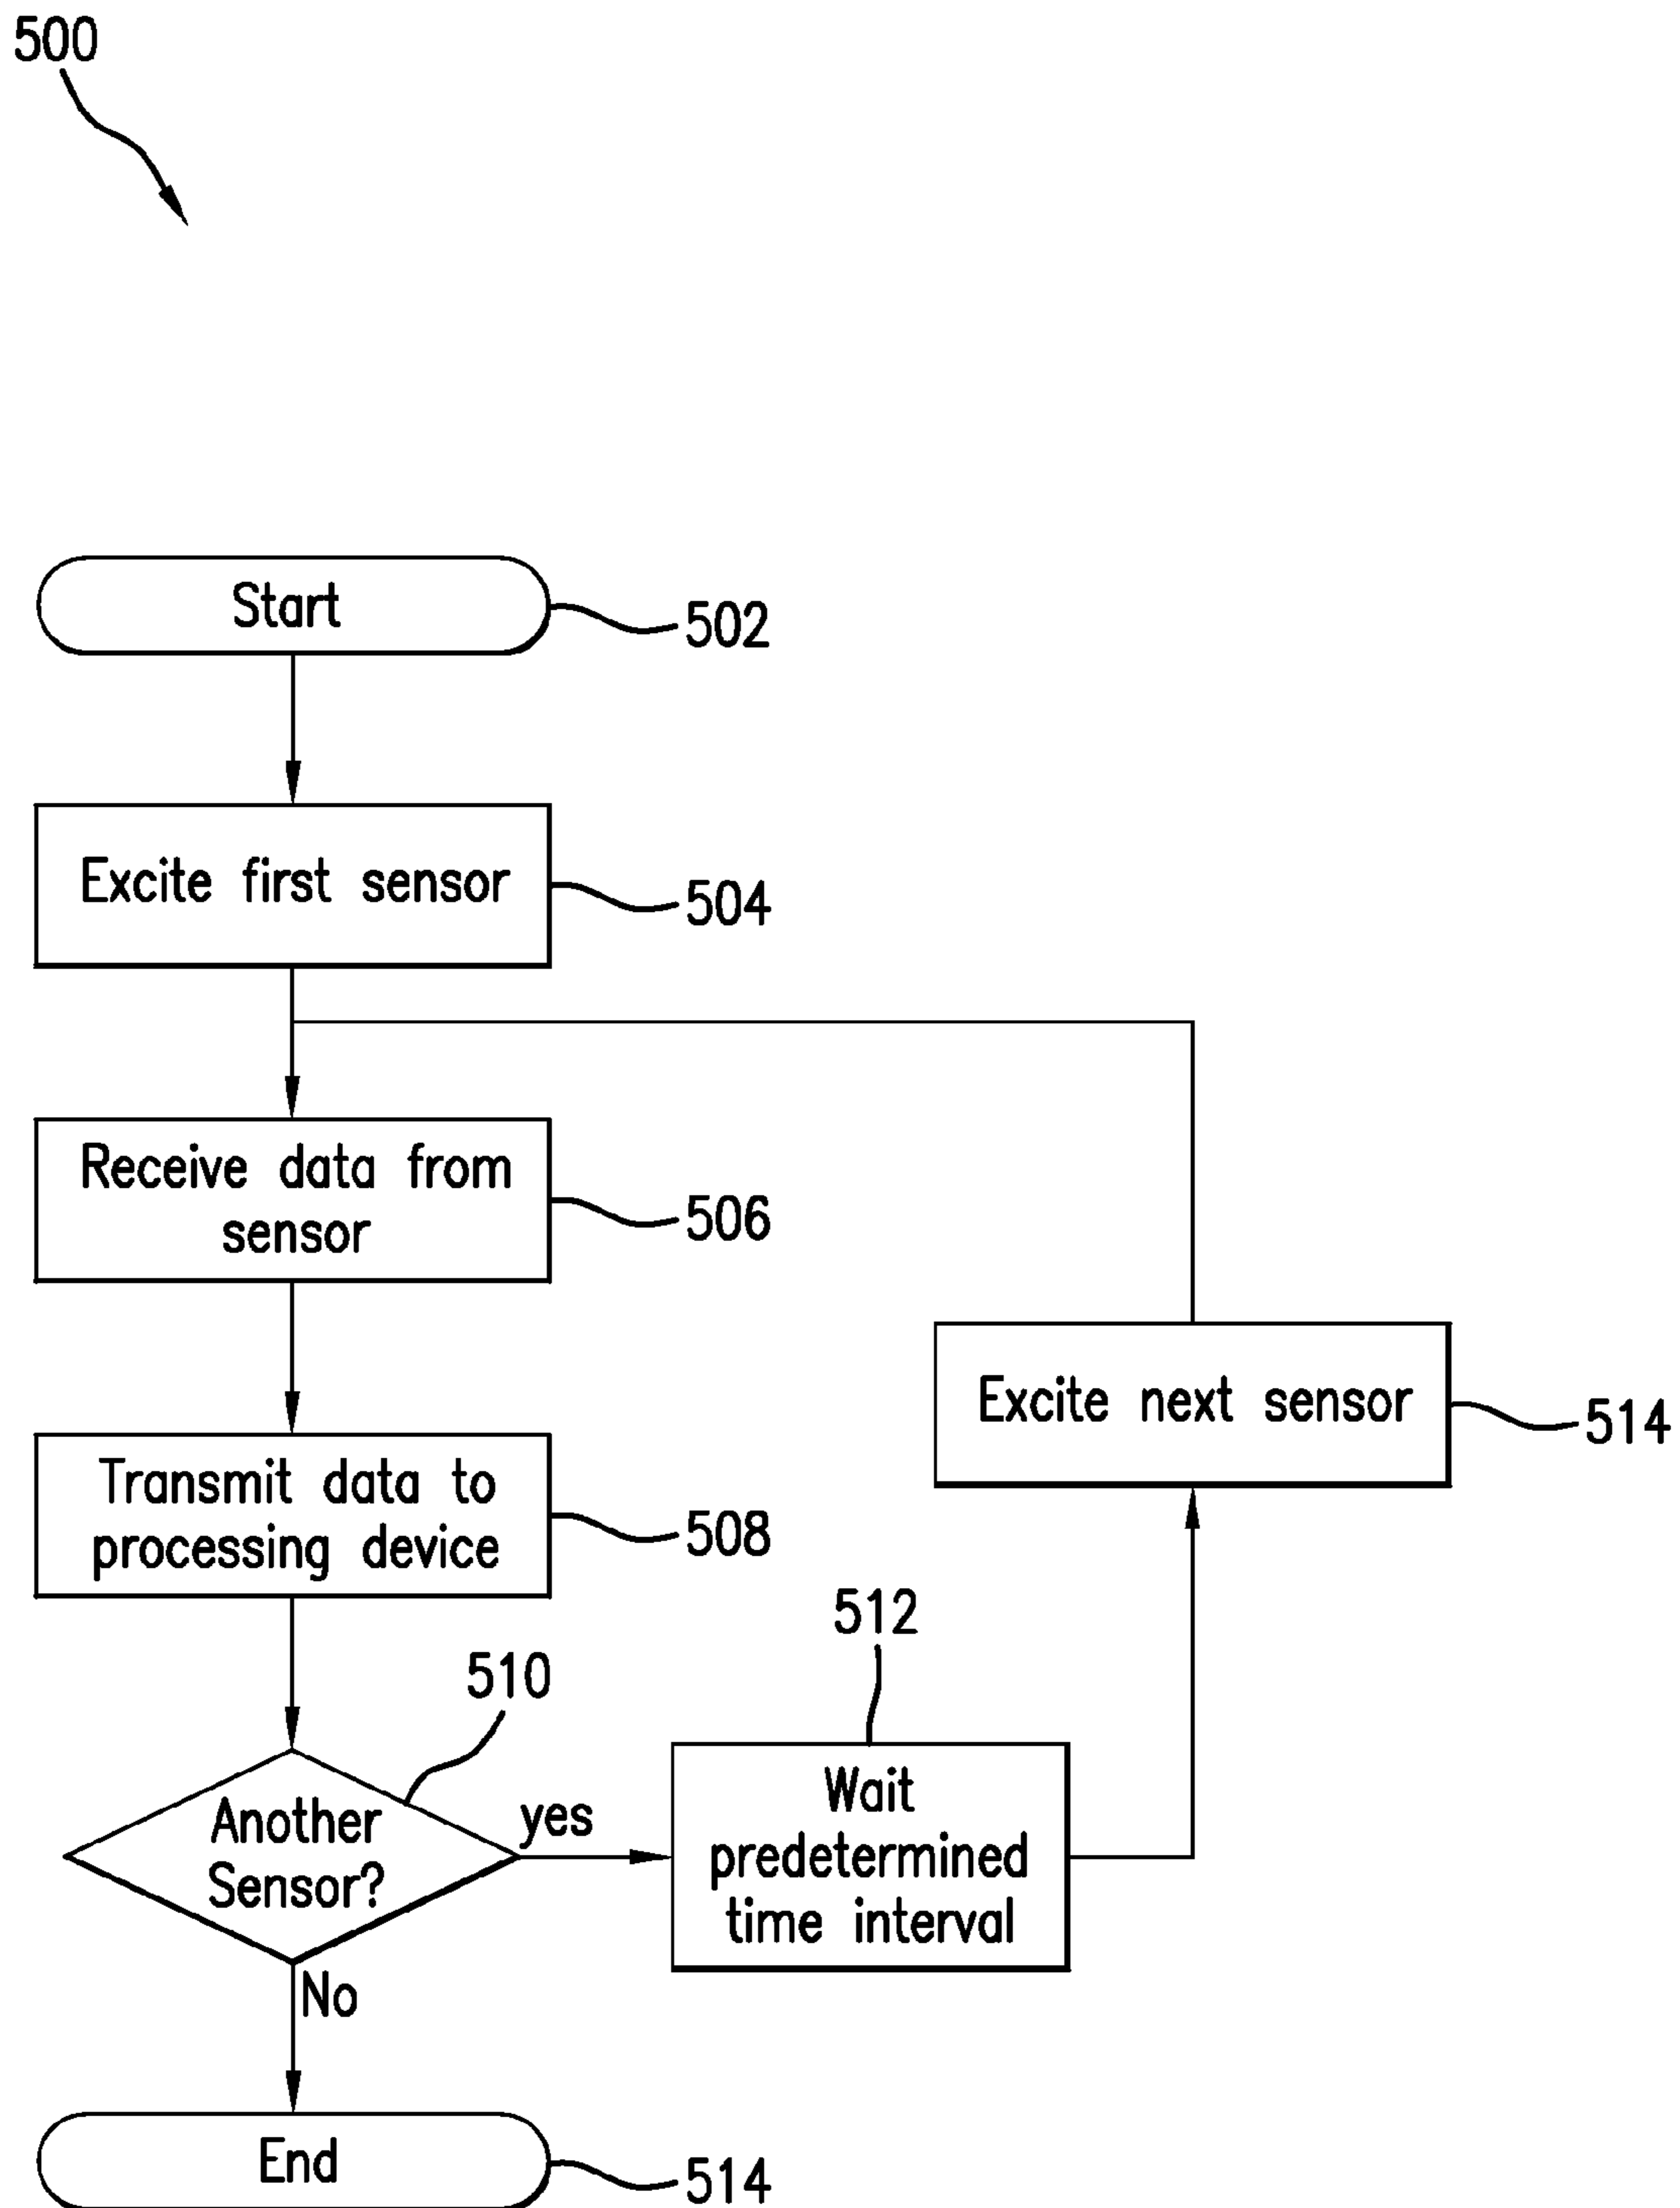 500
Start
502
Excite first sensor
504
Receive data from
sensor
506
Excite next sensor
514
Transmit data to
processing device
508
512
510
Another
Sensor?
yes
Wait
predetermined
time interval
No
End
514